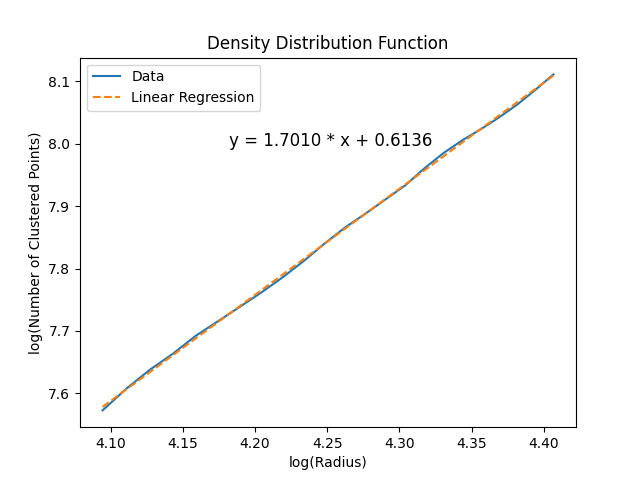 Density Distribution Function
Data
Linear Regression
y = 1.7010 * x + 0.6136
log(Number of Clustered Points)
8.1
8.0
7.9
7.8
7.7
7.6
4.10 4.15 4.20 4.25 4.30 4.35 4.40
log(Radius)